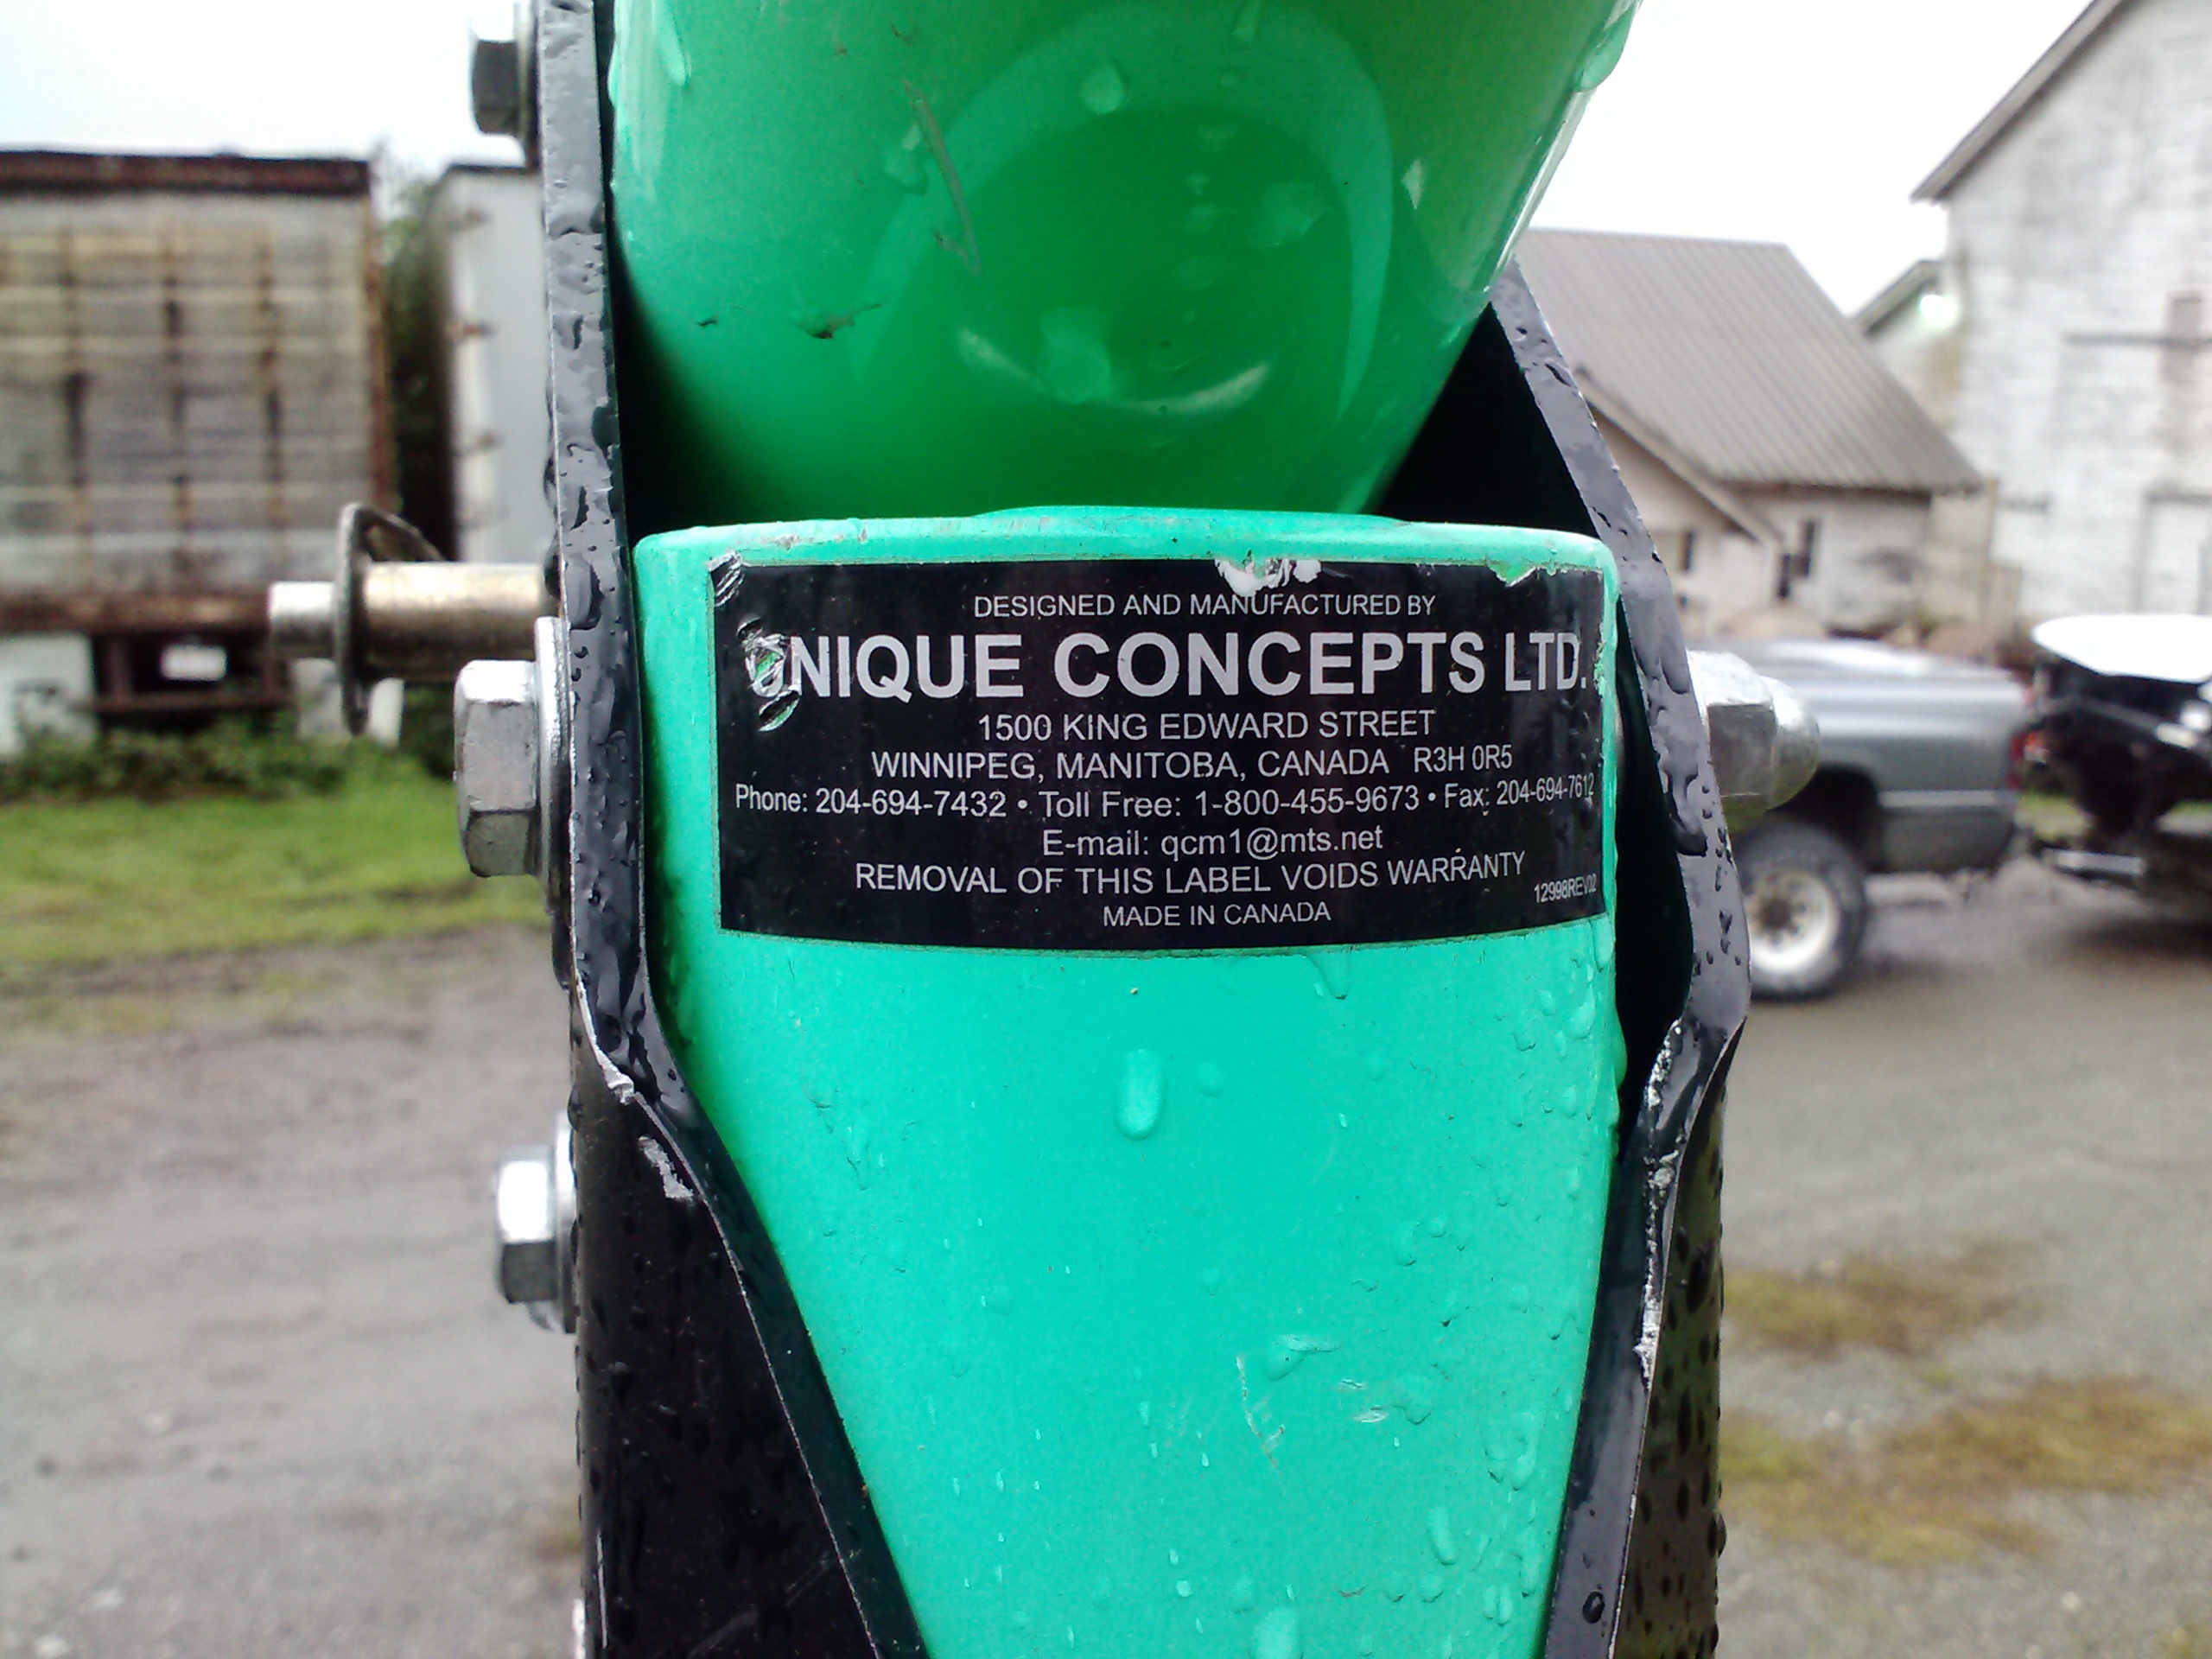 DESIGNED AND MANUFACTURED BY
UNIQUE CONCEPTS LTD.
1500 KING EDWARD STREET
WINNIPEG, MANITOBA, CANADA R3H 0R5
Phone: 204-694-7432 • Toll Free: 1-800-455-9673 • Fax: 204-694-7612
E-mail: qcm1@mts.net
REMOVAL OF THIS LABEL VOIDS WARRANTY
12998REV02
MADE IN CANADA